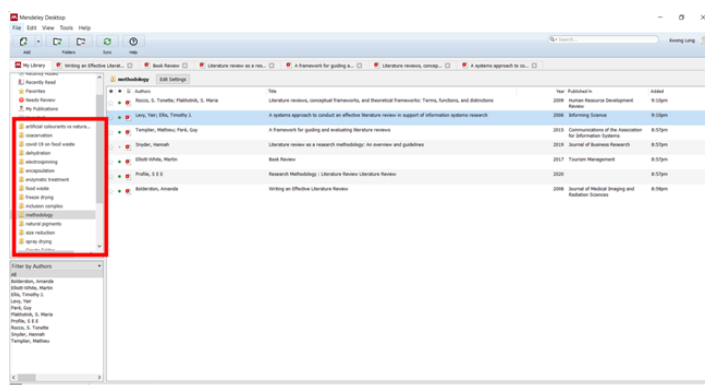 Mendeley Desktop
File Edit View Tools Help
Add Folders Sync Help
Search...
Kwong Long
My Library Writing an Effective Literat... Book Review Literature review as a res... A framework for guiding a... Literature reviews, concep... A systems approach to co...
Recently Added
Recently Read
Favorites
Needs Review
My Publications
artificial colourants vs natura...
coacervation
covid-19 on food waste
dehydration
electrospinning
encapsulation
enzymatic treatment
food waste
freeze drying
inclusion complex
methodology
natural pigments
size reduction
spray drying
Create Folder...
Filter by Authors
All
Bolderston, Amanda
Elliott-White, Martin
Ellis, Timothy J.
Levy, Yair
Paré, Guy
Plakhotnik, S. Maria
Profile, S E E
Rocco, S. Tonette
Snyder, Hannah
Templier, Mathieu
methodology Edit Settings
Authors Title Year Published In Added
Rocco, S. Tonette; Plakhotnik, S. Maria Literature reviews, conceptual frameworks, and theoretical frameworks: Terms, functions, and distinctions 2009 Human Resource Development Review 9:10pm
Levy, Yair; Ellis, Timothy J. A systems approach to conduct an effective literature review in support of information systems research 2006 Informing Science 9:10pm
Templier, Mathieu; Paré, Guy A framework for guiding and evaluating literature reviews 2015 Communications of the Association for Information Systems 8:57pm
Snyder, Hannah Literature review as a research methodology: An overview and guidelines 2019 Journal of Business Research 8:57pm
Elliott-White, Martin Book Review 2017 Tourism Management 8:57pm
Profile, S E E Research Methodology : Literature Review Literature Review 2020 8:57pm
Bolderston, Amanda Writing an Effective Literature Review 2008 Journal of Medical Imaging and Radiation Sciences 8:56pm